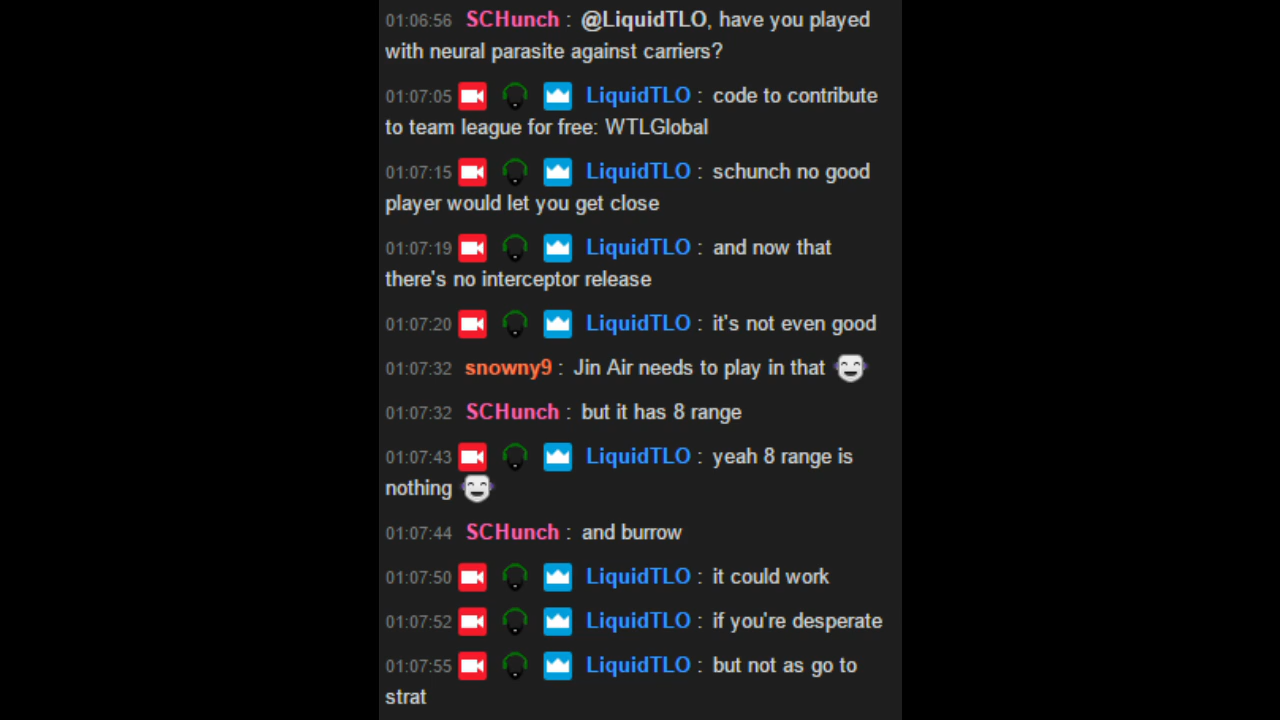 01:06:56 SCHunch : @LiquidTLO, have you played
with neural parasite against carriers?
01:07:05 LiquidTLO : code to contribute
to team league for free: WTLGlobal
01:07:15 LiquidTLO : schunch no good
player would let you get close
01:07:19 LiquidTLO : and now that
there's no interceptor release
01:07:20 LiquidTLO : it's not even good
01:07:32 snowny9 : Jin Air needs to play in that
01:07:32 SCHunch : but it has 8 range
01:07:43 LiquidTLO : yeah 8 range is
nothing
01:07:44 SCHunch : and burrow
01:07:50 LiquidTLO : it could work
01:07:52 LiquidTLO : if you're desperate
01:07:55 LiquidTLO : but not as go to
strat